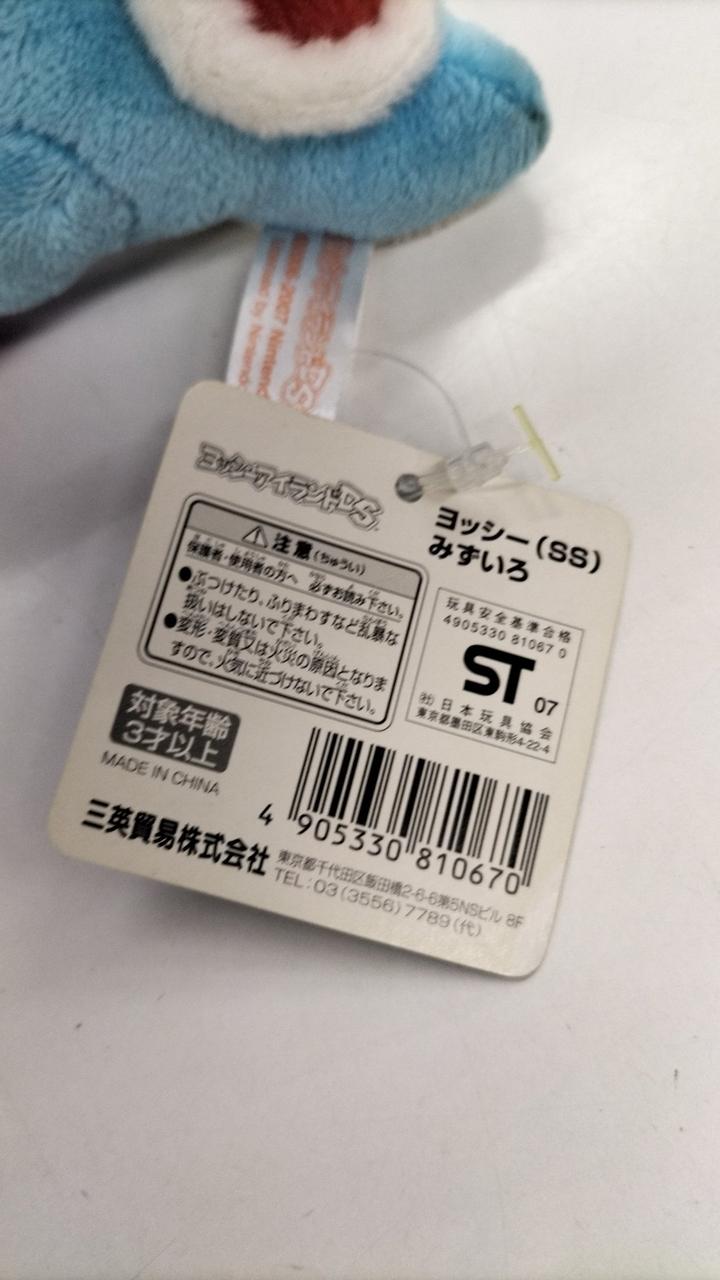 2007 Nintendo
by Nintendo
ヨッシーアイランドDS
ヨッシー(SS)
みずいろ
注意(ちゅうい)
保護者・使用者の方へ 必ずお読み下さい。
●ぶつけたり、ふりまわすなど乱暴な
扱いはしないで下さい。
●変形・変質又は火災の原因となりま
すので、火気に近づけないで下さい。
玩具安全基準合格
4905330 81067 0
ST 07
(社)日本玩具協会
東京都墨田区東駒形4-22-4
対象年齢
3才以上
MADE IN CHINA
4 905330 810670
三英貿易株式会社
東京都千代田区飯田橋2-6-6第5NSビル 8F
TEL:03(3556)7789(代)